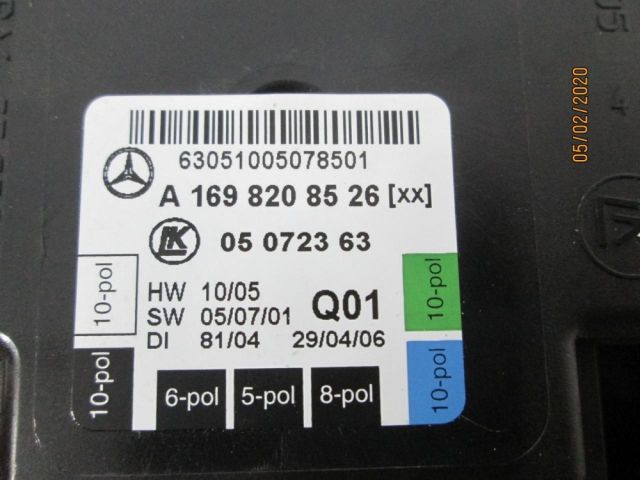 63051005078501
A 169 820 85 26 [xx]
05 0723 63
HW 10/05
SW 05/07/01
DI 81/04 29/04/06
Q01
10-pol
10-pol
10-pol
10-pol
6-pol
5-pol
8-pol
05/02/2020